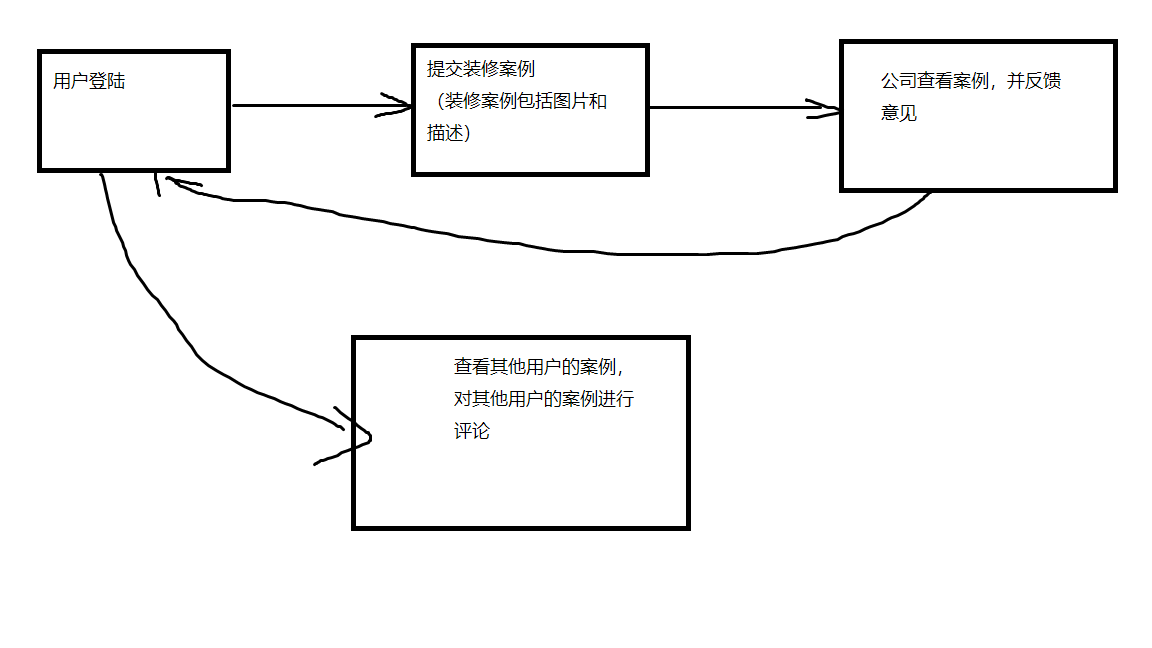 用户登陆
提交装修案例
（装修案例包括图片和
描述）
公司查看案例，并反馈
意见
查看其他用户的案例，
对其他用户的案例进行
评论